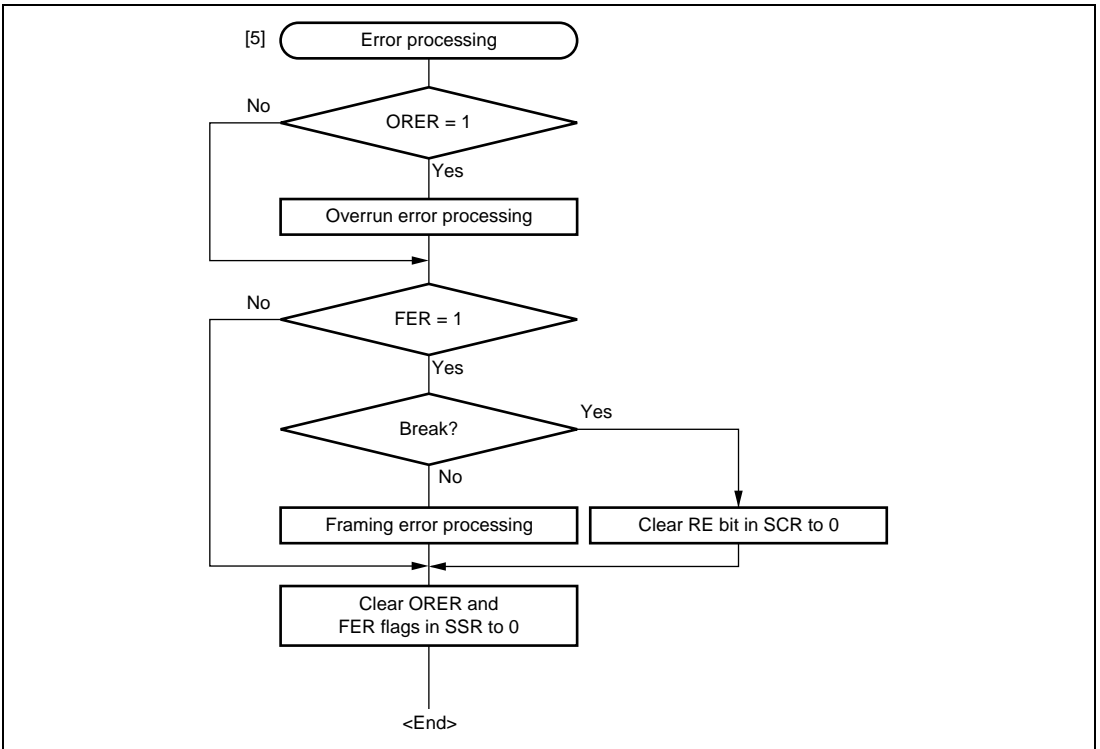 [5] Error processing
No
ORER = 1
Yes
Overrun error processing
No
FER = 1
Yes
Break?
Yes
No
Framing error processing
Clear RE bit in SCR to 0
Clear ORER and
FER flags in SSR to 0
<End>